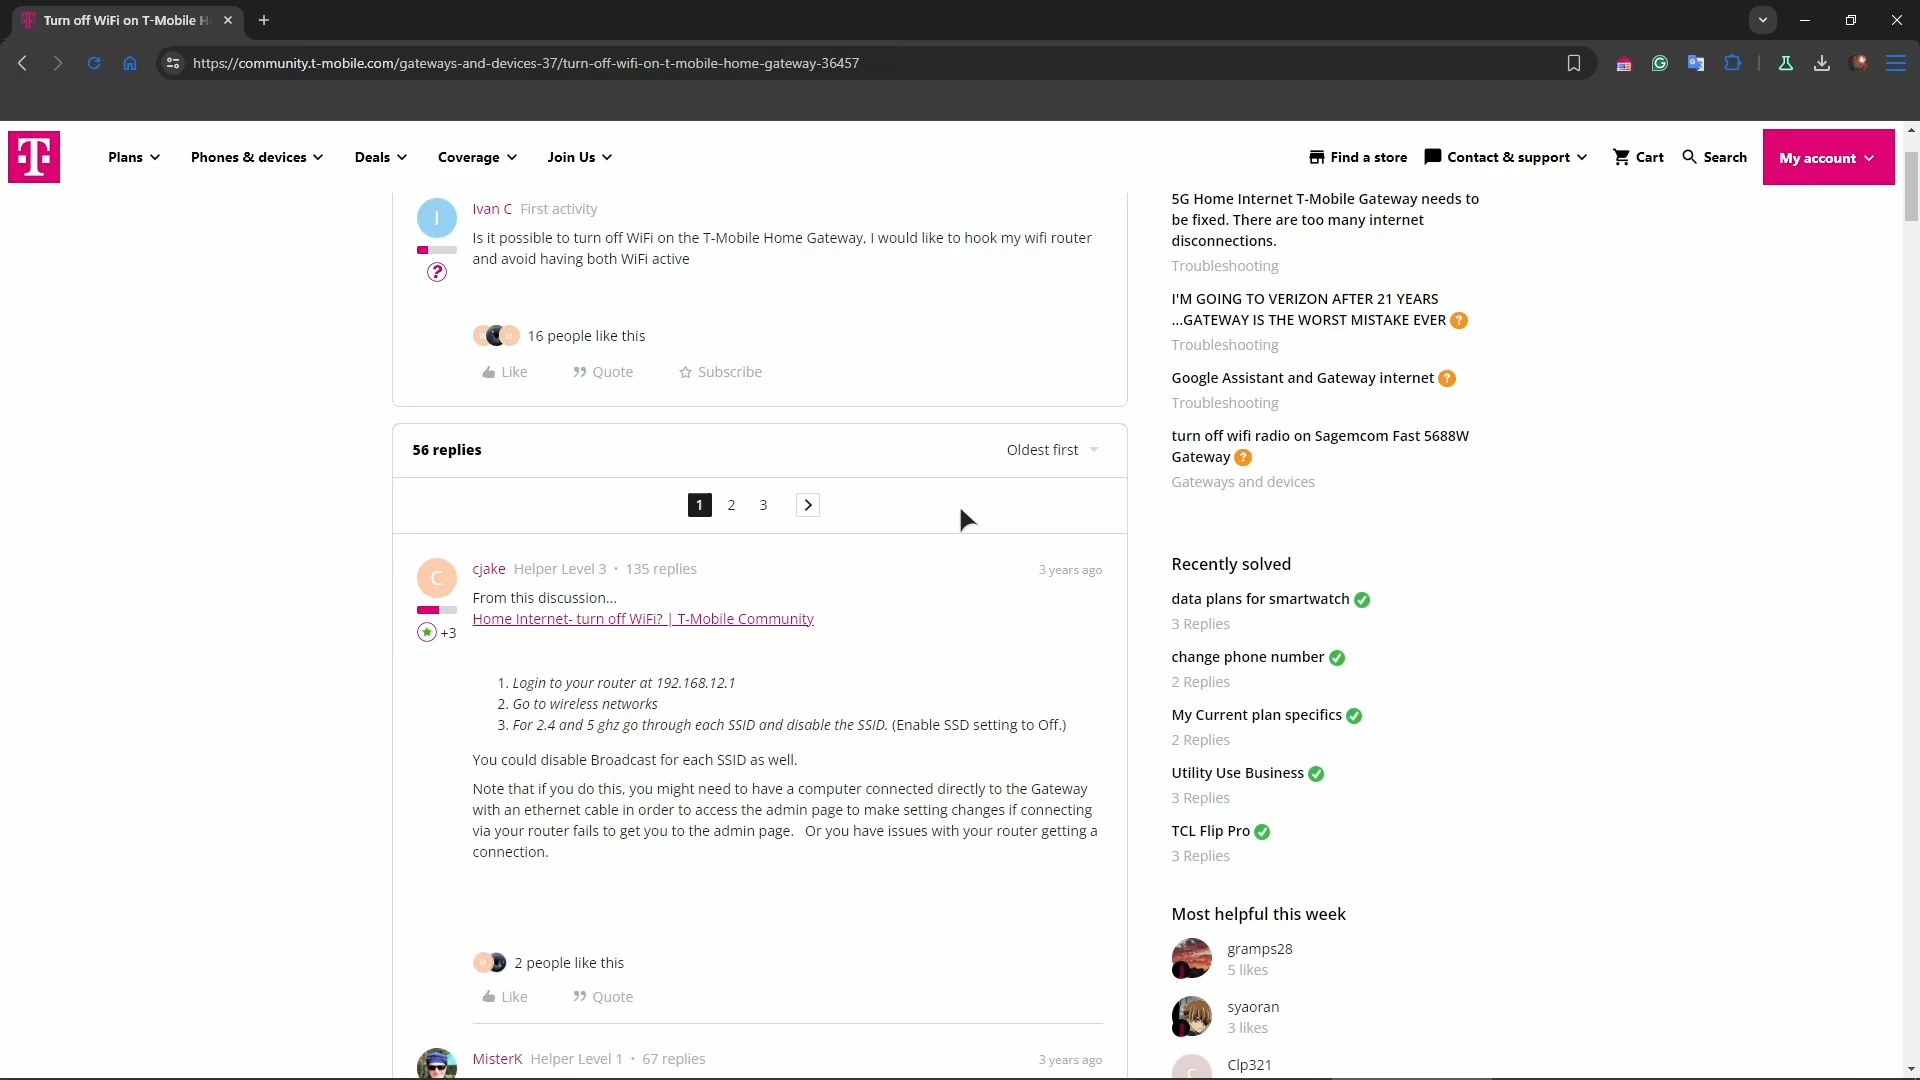 Turn off WiFi on T-Mobile H
https://community.t-mobile.com/gateways-and-devices-37/turn-off-wifi-on-t-mobile-home-gateway-36457
T
Plans
Phones & devices
Deals
Coverage
Join Us
Find a store
Contact & support
Cart
Search
My account
I
Ivan C First activity
Is it possible to turn off WiFi on the T-Mobile Home Gateway, I would like to hook my wifi router
and avoid having both WiFi active
16 people like this
Like
Quote
Subscribe
56 replies
Oldest first
1 2 3
C
cjake Helper Level 3 • 135 replies
3 years ago
+3
From this discussion...
Home Internet- turn off WiFi? | T-Mobile Community
1. Login to your router at 192.168.12.1
2. Go to wireless networks
3. For 2.4 and 5 ghz go through each SSID and disable the SSID. (Enable SSD setting to Off.)
You could disable Broadcast for each SSID as well.
Note that if you do this, you might need to have a computer connected directly to the Gateway
with an ethernet cable in order to access the admin page to make setting changes if connecting
via your router fails to get you to the admin page.   Or you have issues with your router getting a
connection.
2 people like this
Like
Quote
MisterK Helper Level 1 • 67 replies
3 years ago
5G Home Internet T-Mobile Gateway needs to
be fixed. There are too many internet
disconnections.
Troubleshooting
I'M GOING TO VERIZON AFTER 21 YEARS
...GATEWAY IS THE WORST MISTAKE EVER
Troubleshooting
Google Assistant and Gateway internet
Troubleshooting
turn off wifi radio on Sagemcom Fast 5688W
Gateway
Gateways and devices
Recently solved
data plans for smartwatch
3 Replies
change phone number
2 Replies
My Current plan specifics
2 Replies
Utility Use Business
3 Replies
TCL Flip Pro
3 Replies
Most helpful this week
gramps28
5 likes
syaoran
3 likes
C
Clp321